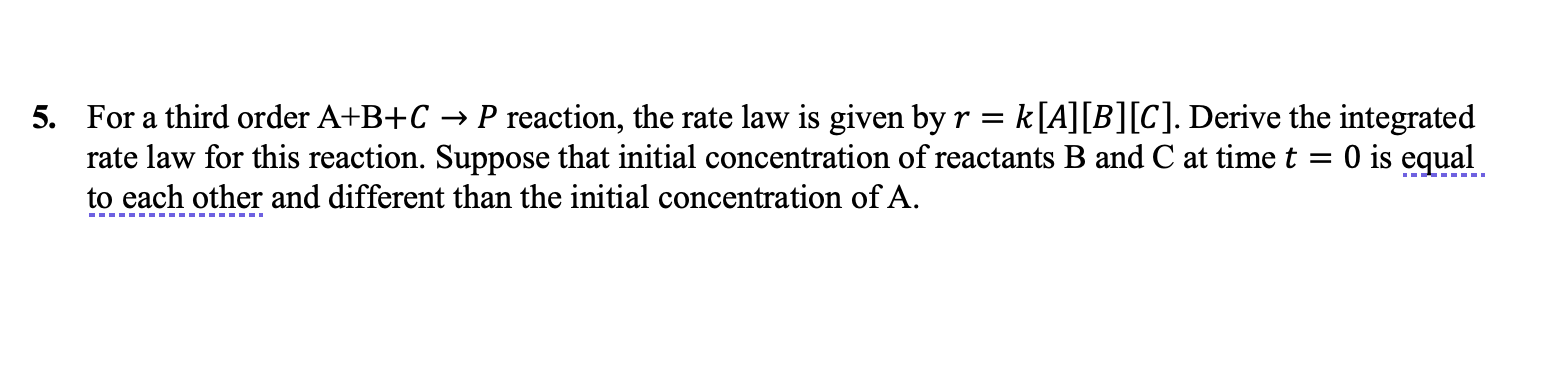 5. For a third order A+B+C → P reaction, the rate law is given by r = k[A][B][C]. Derive the integrated
rate law for this reaction. Suppose that initial concentration of reactants B and C at time t = 0 is equal
to each other and different than the initial concentration of A.